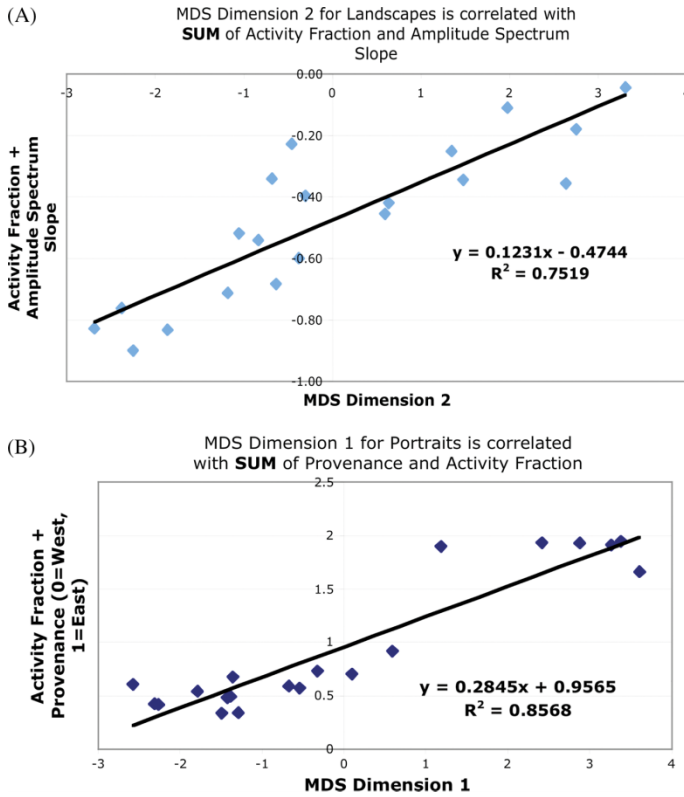 (A)
MDS Dimension 2 for Landscapes is correlated with
SUM of Activity Fraction and Amplitude Spectrum
Slope
0.00
-3 -2 -1 0 1 2 3 4
-0.20
-0.40
-0.60
-0.80
-1.00
Activity Fraction +
Amplitude Spectrum
Slope
y = 0.1231x - 0.4744
R² = 0.7519
MDS Dimension 2
(B)
MDS Dimension 1 for Portraits is correlated
with SUM of Provenance and Activity Fraction
2.5
2
1.5
1
0.5
0
Activity Fraction +
Provenance (0=West,
1=East)
y = 0.2845x + 0.9565
R² = 0.8568
-3 -2 -1 0 1 2 3 4
MDS Dimension 1